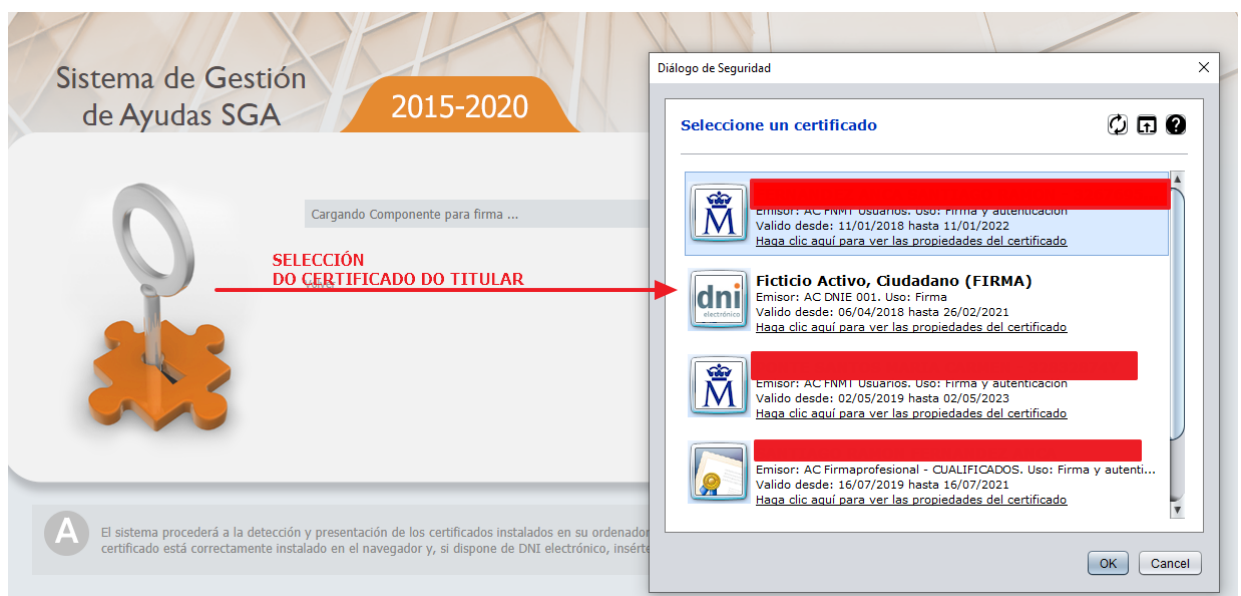 Sistema de Gestión
de Ayudas SGA
2015-2020
Cargando Componente para firma ...
SELECCIÓN
DO CERTIFICADO DO TITULAR
A
El sistema procederá a la detección y presentación de los certificados instalados en su ordenador
certificado está correctamente instalado en el navegador y, si dispone de DNI electrónico, insérte
Diálogo de Seguridad
Seleccione un certificado
Emisor: AC FNMT Usuarios. Uso: Firma y autenticación
Valido desde: 11/01/2018 hasta 11/01/2022
Haga clic aquí para ver las propiedades del certificado
dni
electrónico
Ficticio Activo, Ciudadano (FIRMA)
Emisor: AC DNIE 001. Uso: Firma
Valido desde: 06/04/2018 hasta 26/02/2021
Haga clic aquí para ver las propiedades del certificado
Emisor: AC FNMT Usuarios. Uso: Firma y autenticación
Valido desde: 02/05/2019 hasta 02/05/2023
Haga clic aquí para ver las propiedades del certificado
Emisor: AC Firmaprofesional - CUALIFICADOS. Uso: Firma y autenti...
Valido desde: 16/07/2019 hasta 16/07/2021
Haga clic aquí para ver las propiedades del certificado
OK
Cancel